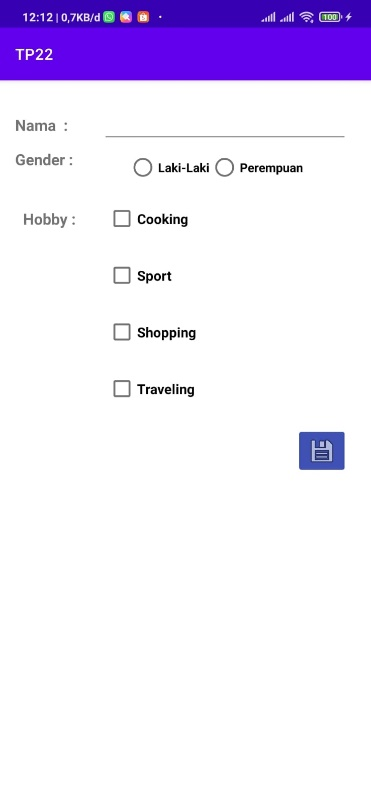 12:12 | 0,7KB/d
100
TP22
Nama :
Gender :
Laki-Laki
Perempuan
Hobby :
Cooking
Sport
Shopping
Traveling